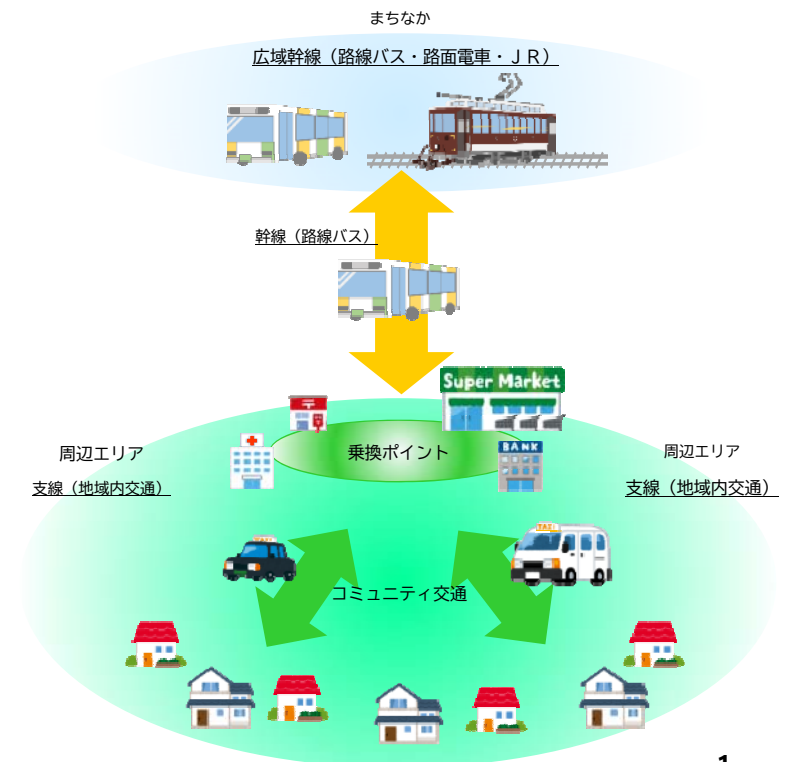 まちなか
広域幹線（路線バス・路面電車・ＪＲ）
幹線（路線バス）
Super Market
〒
乗換ポイント
BANK
周辺エリア
支線（地域内交通）
周辺エリア
支線（地域内交通）
TAXI
TAXI
コミュニティ交通
1